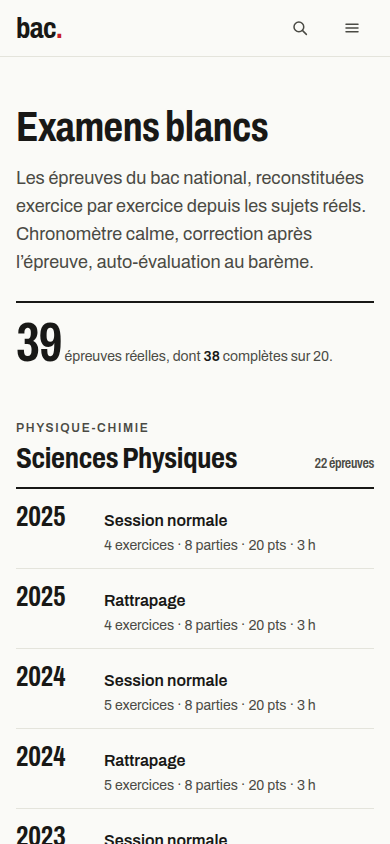 bac.
Examens blancs
Les épreuves du bac national, reconstituées
exercice par exercice depuis les sujets réels.
Chronomètre calme, correction après
l’épreuve, auto-évaluation au barème.
39 épreuves réelles, dont 38 complètes sur 20.
PHYSIQUE-CHIMIE
Sciences Physiques 22 épreuves
2025 Session normale
4 exercices · 8 parties · 20 pts · 3 h
2025 Rattrapage
4 exercices · 8 parties · 20 pts · 3 h
2024 Session normale
5 exercices · 8 parties · 20 pts · 3 h
2024 Rattrapage
5 exercices · 8 parties · 20 pts · 3 h
2023 Session normale